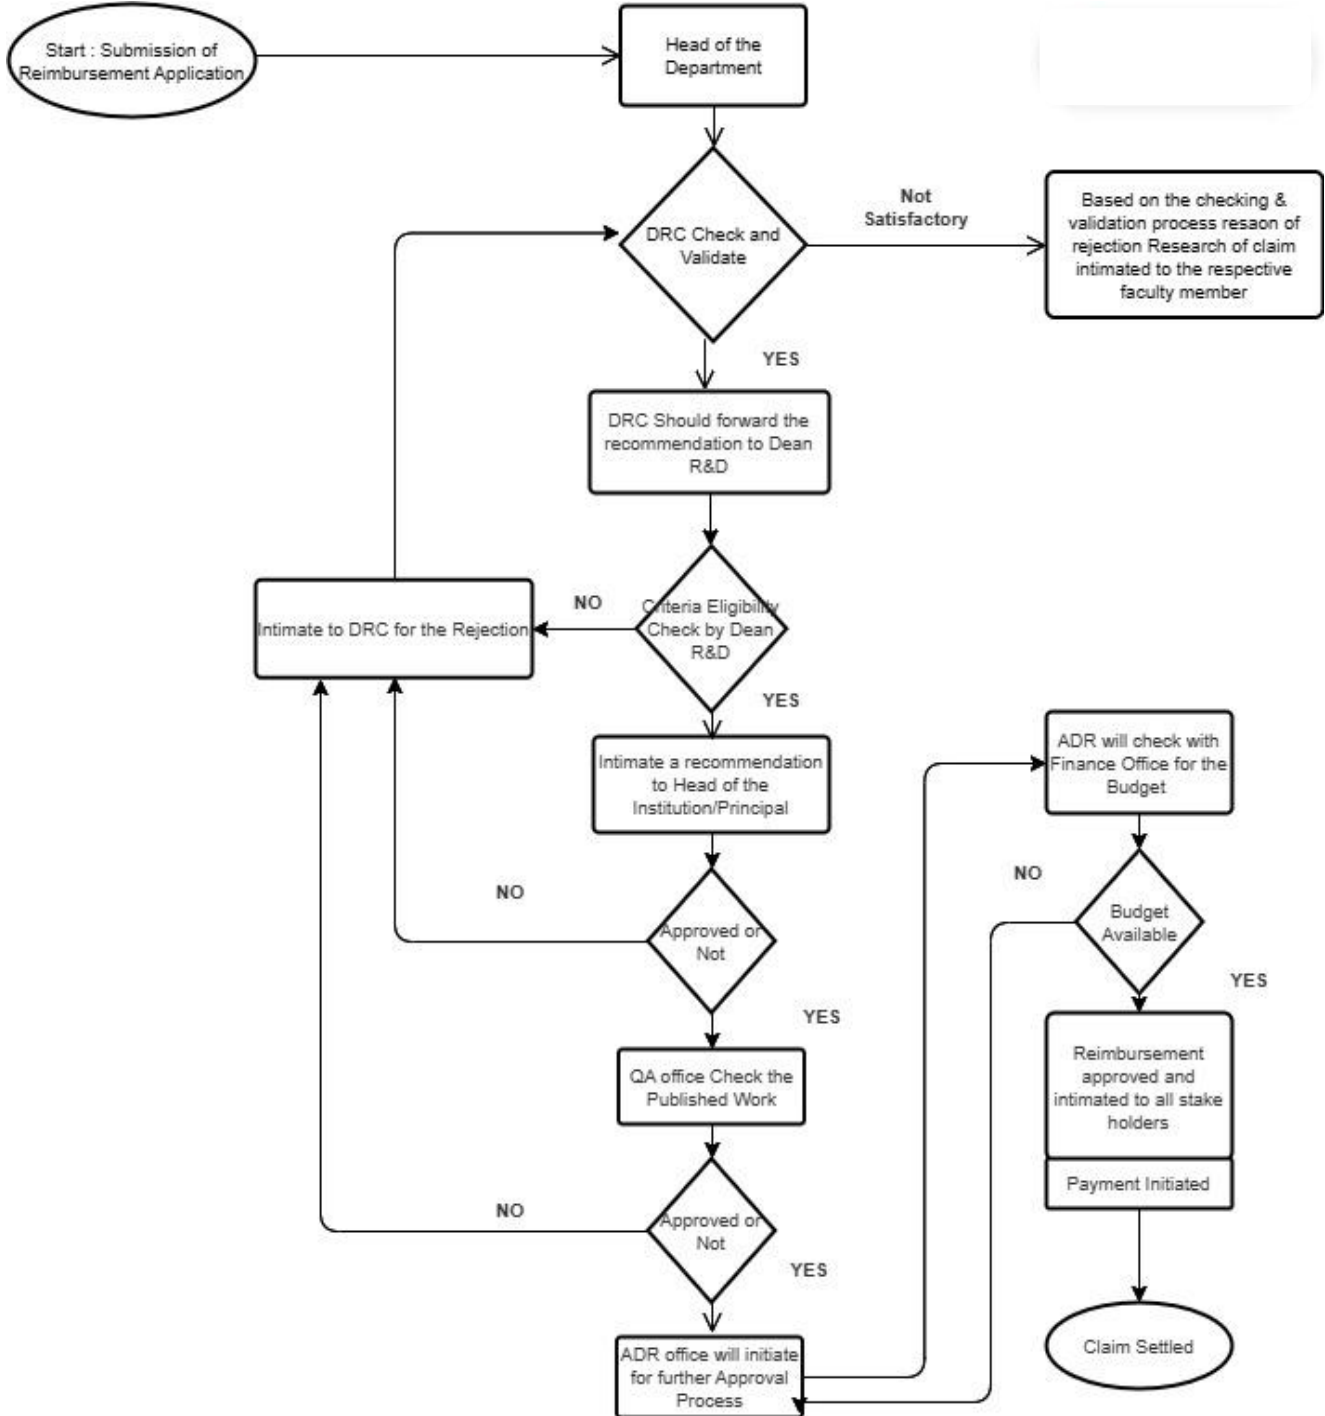 Start : Submission of
Reimbursement Application
Head of the
Department
DRC Check and
Validate
Not
Satisfactory
Based on the checking &
validation process resaon of
rejection Research of claim
intimated to the respective
faculty member
YES
DRC Should forward the
recommendation to Dean
R&D
Criteria Eligibility
Check by Dean
R&D
NO
Intimate to DRC for the Rejection
YES
Intimate a recommendation
to Head of the
Institution/Principal
Approved or
Not
NO
YES
QA office Check the
Published Work
Approved or
Not
NO
YES
ADR office will initiate
for further Approval
Process
ADR will check with
Finance Office for the
Budget
Budget
Available
NO
YES
Reimbursement
approved and
intimated to all stake
holders
Payment Initiated
Claim Settled